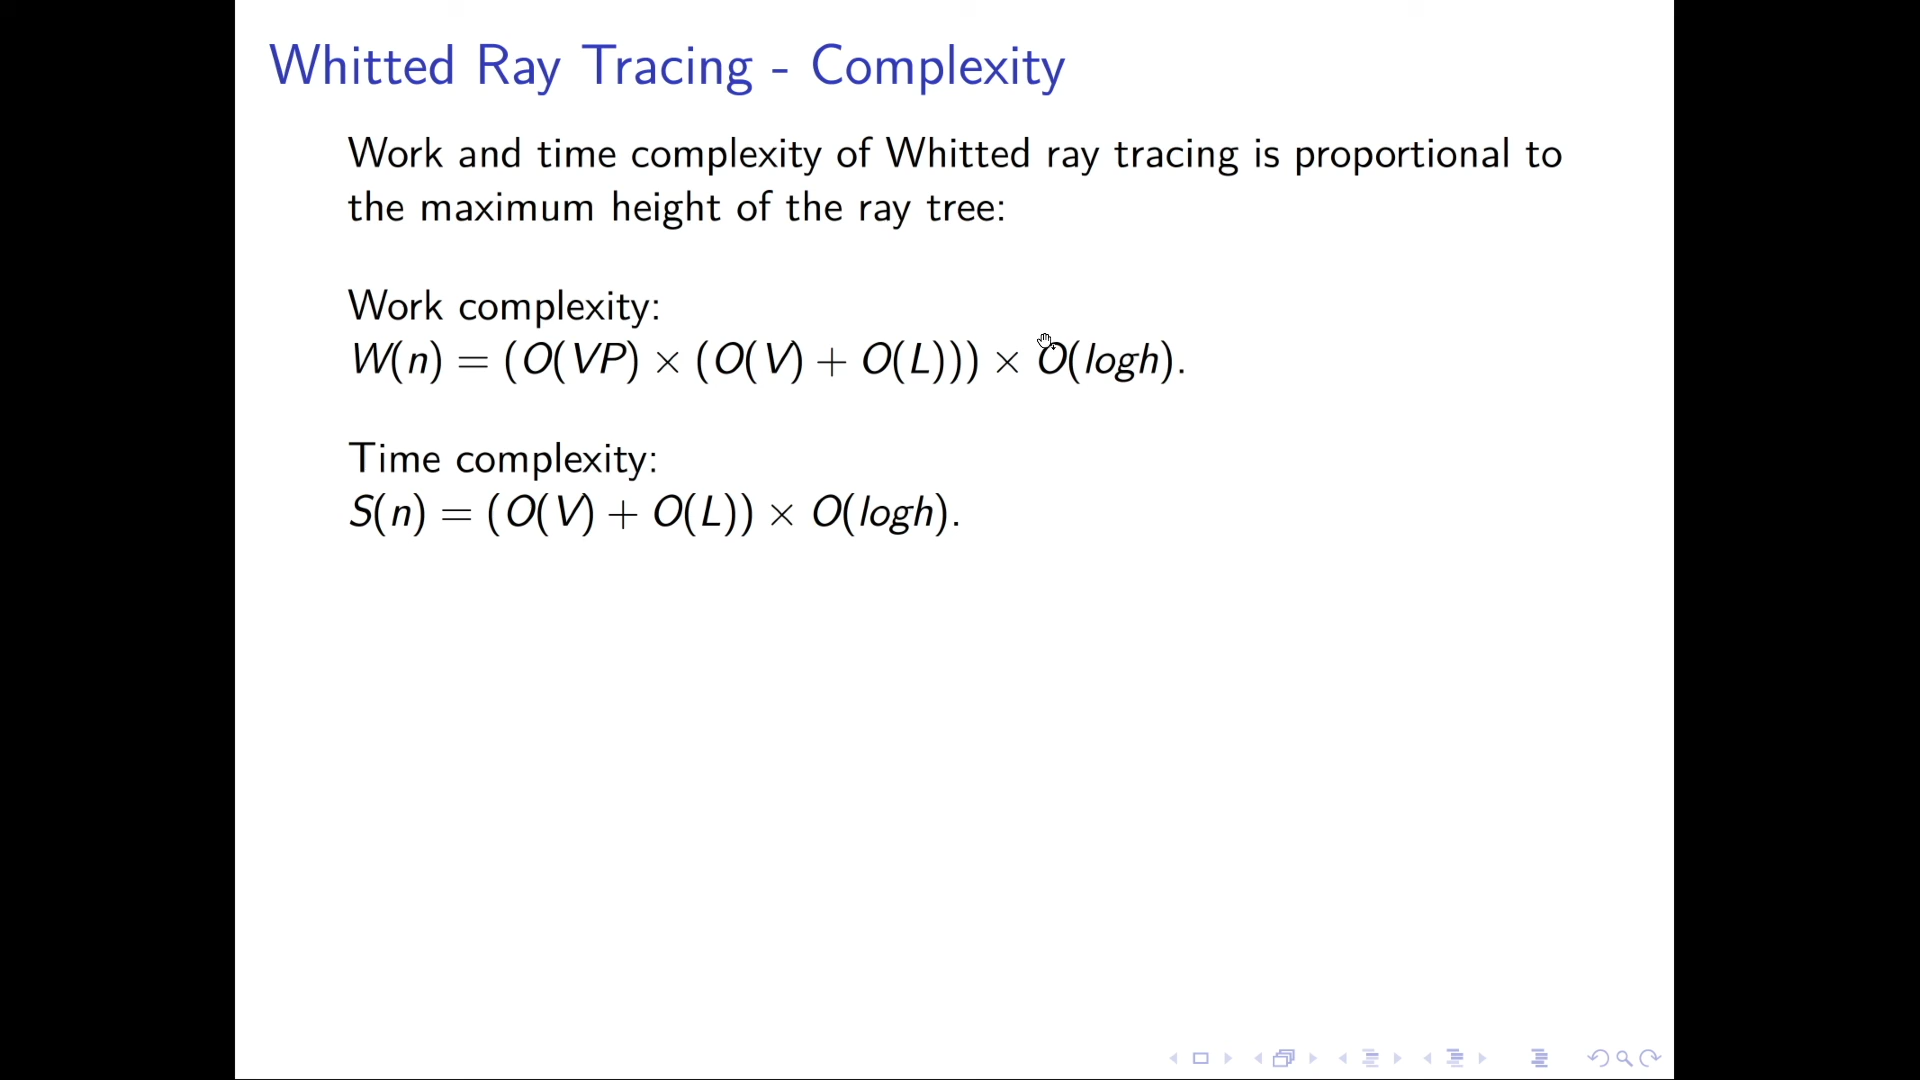 Whitted Ray Tracing - Complexity
Work and time complexity of Whitted ray tracing is proportional to
the maximum height of the ray tree:
Work complexity:
W(n) = (O(VP) × (O(V) + O(L))) × O(logh).
Time complexity:
S(n) = (O(V) + O(L)) × O(logh).